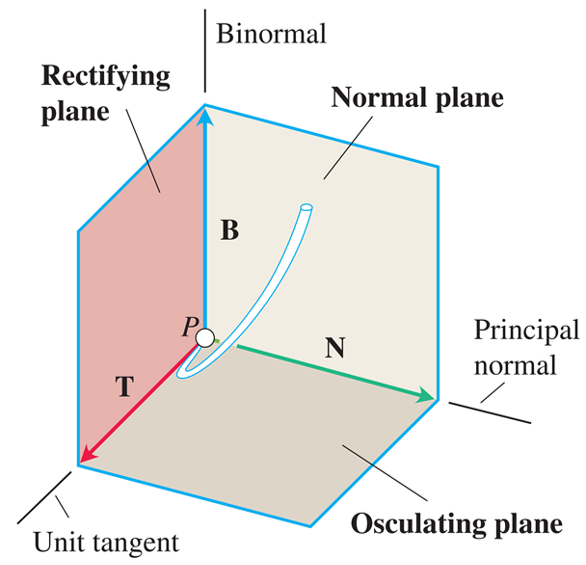 Binormal
Rectifying
plane
Normal plane
B
P
N
Principal
normal
T
Osculating plane
Unit tangent